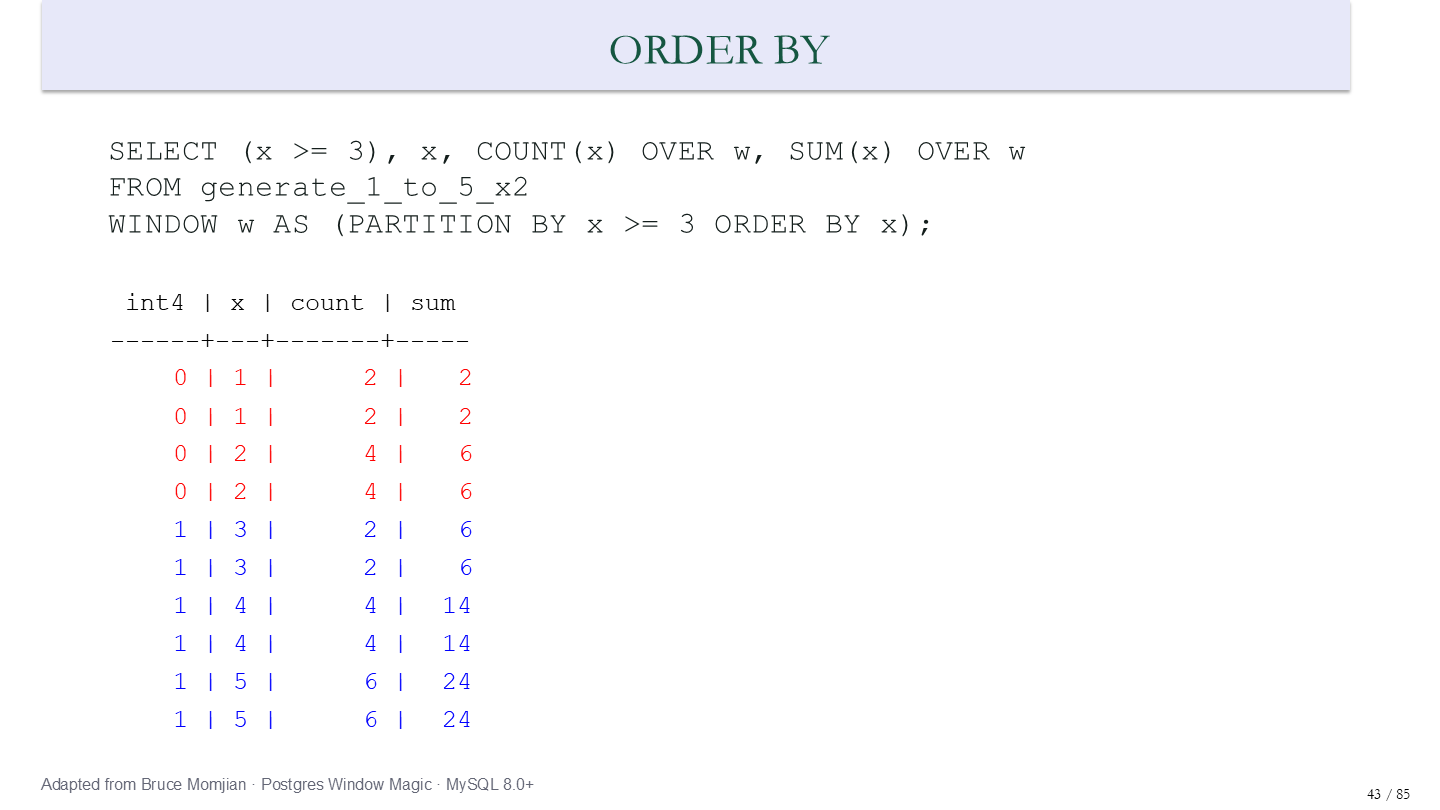 ORDER BY
SELECT (x >= 3), x, COUNT(x) OVER w, SUM(x) OVER w
FROM generate_1_to_5_x2
WINDOW w AS (PARTITION BY x >= 3 ORDER BY x);
 int4 | x | count | sum
------+---+-------+-----
    0 | 1 |     2 |   2
    0 | 1 |     2 |   2
    0 | 2 |     4 |   6
    0 | 2 |     4 |   6
    1 | 3 |     2 |   6
    1 | 3 |     2 |   6
    1 | 4 |     4 |  14
    1 | 4 |     4 |  14
    1 | 5 |     6 |  24
    1 | 5 |     6 |  24
Adapted from Bruce Momjian · Postgres Window Magic · MySQL 8.0+
43 / 85